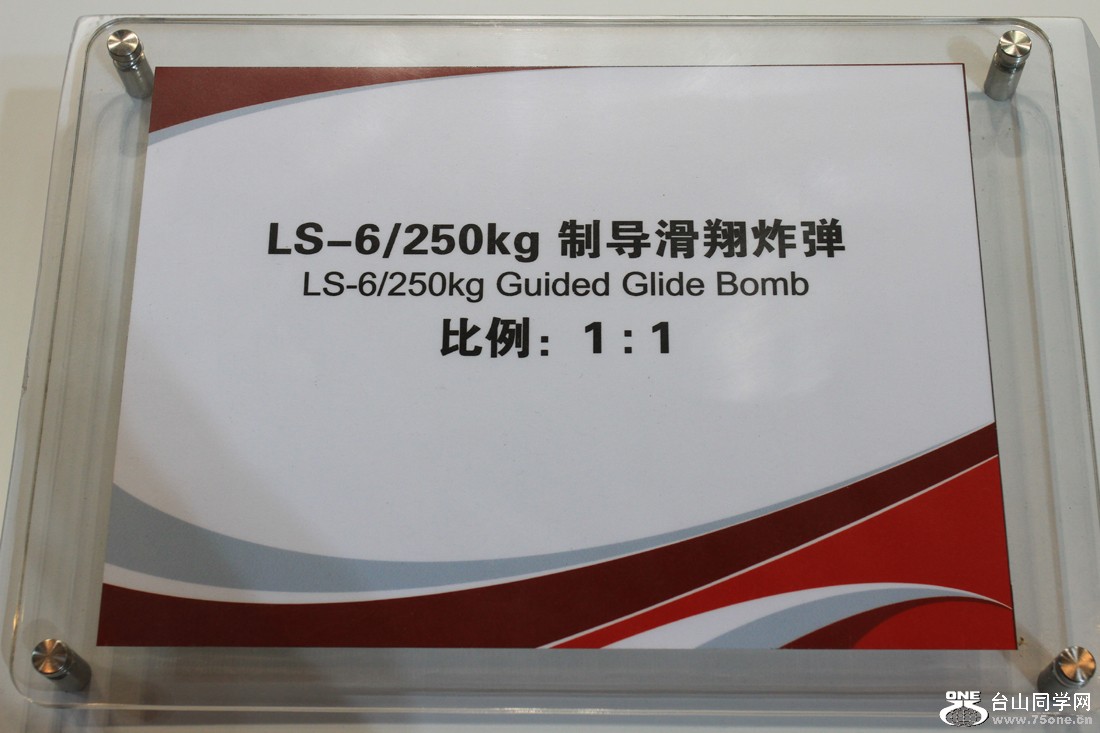 LS-6/250kg 制导滑翔炸弹
LS-6/250kg Guided Glide Bomb
比例：1：1
ONE 台山同学网
www.75one.cn